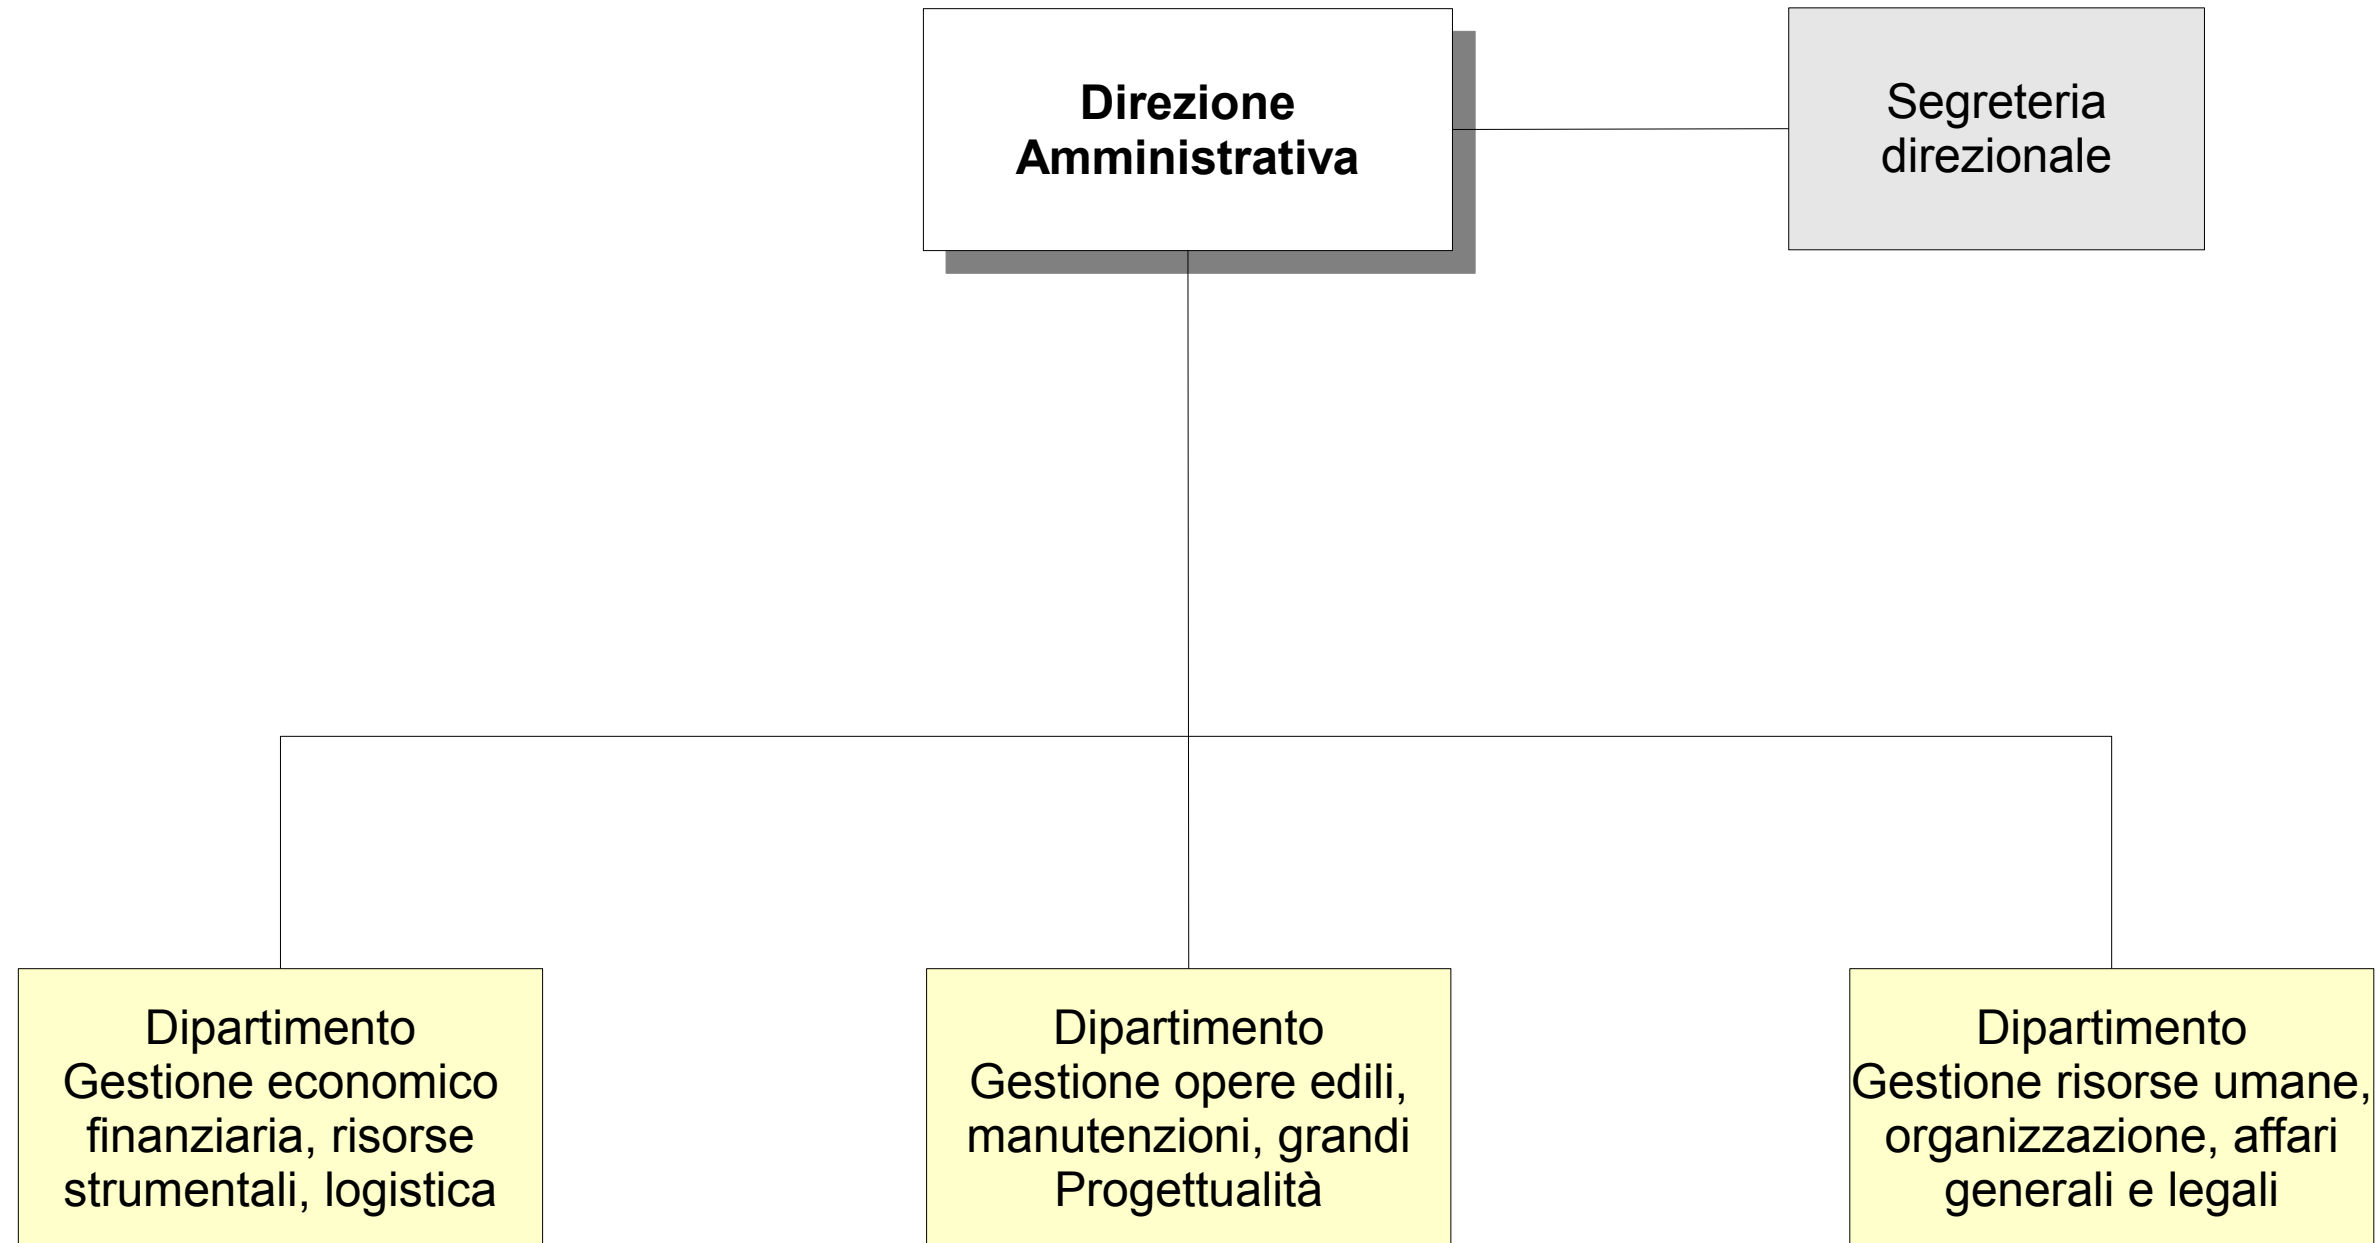 Direzione
Amministrativa
Segreteria
direzionale
Dipartimento
Gestione economico
finanziaria, risorse
strumentali, logistica
Dipartimento
Gestione opere edili,
manutenzioni, grandi
Progettualità
Dipartimento
Gestione risorse umane,
organizzazione, affari
generali e legali